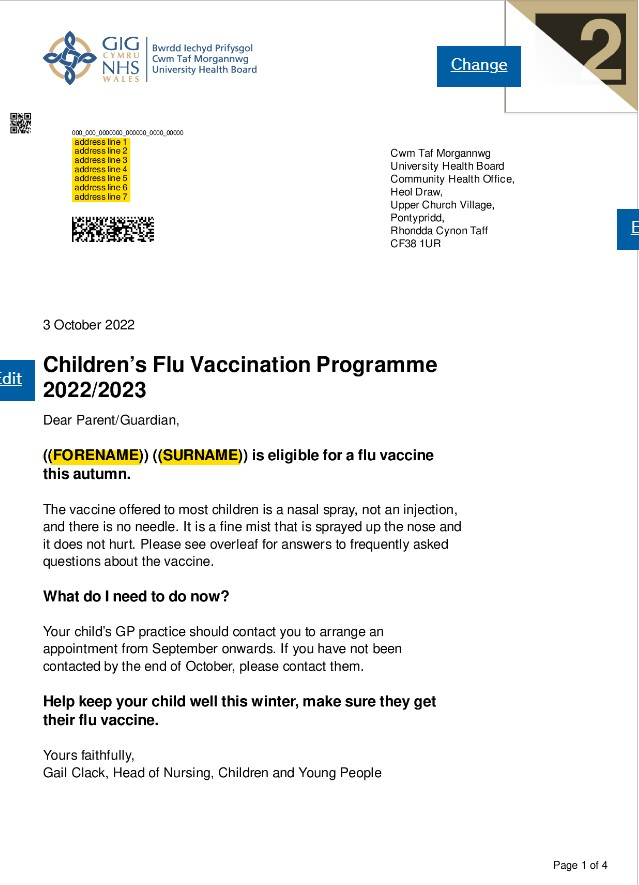 GIG
CYMRU
NHS
WALES
Bwrdd Iechyd Prifysgol
Cwm Taf Morgannwg
University Health Board
Change
2
000_000_0000000_000000_0000_00000
address line 1
address line 2
address line 3
address line 4
address line 5
address line 6
address line 7
Cwm Taf Morgannwg
University Health Board
Community Health Office,
Heol Draw,
Upper Church Village,
Pontypridd,
Rhondda Cynon Taff
CF38 1UR
E
3 October 2022
Edit
Children’s Flu Vaccination Programme
2022/2023
Dear Parent/Guardian,
((FORENAME)) ((SURNAME)) is eligible for a flu vaccine
this autumn.
The vaccine offered to most children is a nasal spray, not an injection,
and there is no needle. It is a fine mist that is sprayed up the nose and
it does not hurt. Please see overleaf for answers to frequently asked
questions about the vaccine.
What do I need to do now?
Your child’s GP practice should contact you to arrange an
appointment from September onwards. If you have not been
contacted by the end of October, please contact them.
Help keep your child well this winter, make sure they get
their flu vaccine.
Yours faithfully,
Gail Clack, Head of Nursing, Children and Young People
Page 1 of 4